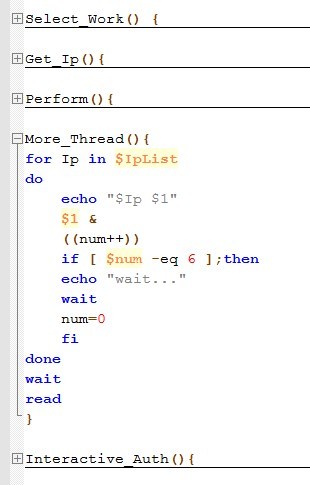 Select_Work() {
Get_Ip(){
Perform(){
More_Thread(){
for Ip in $IpList
do
echo "$Ip $1"
$1 &
((num++))
if [ $num -eq 6 ];then
echo "wait..."
wait
num=0
fi
done
wait
read
}
Interactive_Auth(){